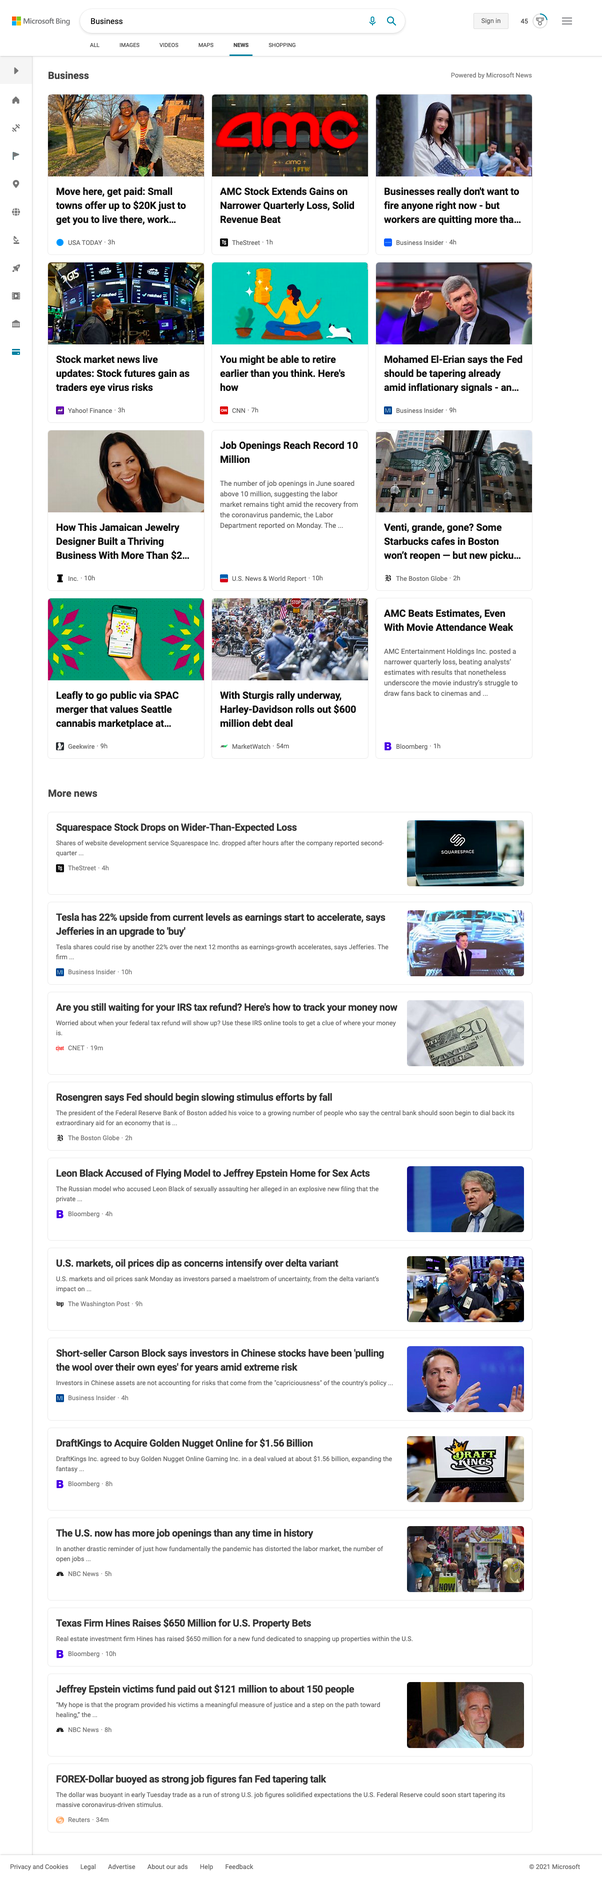 Microsoft Bing
Business
Sign in
45
ALL IMAGES VIDEOS MAPS NEWS SHOPPING
Business
Powered by Microsoft News
Move here, get paid: Small
towns offer up to $20K just to
get you to live there, work...
USA TODAY · 3h
amc
AMC Stock Extends Gains on
Narrower Quarterly Loss, Solid
Revenue Beat
TheStreet · 1h
Businesses really don't want to
fire anyone right now - but
workers are quitting more tha...
Business Insider · 4h
Stock market news live
updates: Stock futures gain as
traders eye virus risks
Yahoo! Finance · 3h
You might be able to retire
earlier than you think. Here's
how
CNN · 7h
Mohamed El-Erian says the Fed
should be tapering already
amid inflationary signals - an...
Business Insider · 9h
How This Jamaican Jewelry
Designer Built a Thriving
Business With More Than $2...
Inc. · 10h
Job Openings Reach Record 10
Million
The number of job openings in June soared
above 10 million, suggesting the labor
market remains tight amid the recovery from
the coronavirus pandemic, the Labor
Department reported on Monday. The ...
U.S. News & World Report · 10h
Venti, grande, gone? Some
Starbucks cafes in Boston
won't reopen — but new picku...
The Boston Globe · 2h
Leafly to go public via SPAC
merger that values Seattle
cannabis marketplace at...
Geekwire · 9h
With Sturgis rally underway,
Harley-Davidson rolls out $600
million debt deal
MarketWatch · 54m
AMC Beats Estimates, Even
With Movie Attendance Weak
AMC Entertainment Holdings Inc. posted a
narrower quarterly loss, beating analysts'
estimates with results that nonetheless
underscore the movie industry's struggle to
draw fans back to cinemas and ...
Bloomberg · 1h
More news
Squarespace Stock Drops on Wider-Than-Expected Loss
Shares of website development service Squarespace Inc. dropped after hours after the company reported second-
quarter ...
TheStreet · 4h
SQUARESPACE
Tesla has 22% upside from current levels as earnings start to accelerate, says
Jefferies in an upgrade to 'buy'
Tesla shares could rise by another 22% over the next 12 months as earnings-growth accelerates, says Jefferies. The
firm ...
Business Insider · 10h
Are you still waiting for your IRS tax refund? Here's how to track your money now
Worried about when your federal tax refund will show up? Use these IRS online tools to get a clue of where your money
is.
CNET · 19m
20
Rosengren says Fed should begin slowing stimulus efforts by fall
The president of the Federal Reserve Bank of Boston added his voice to a growing number of people who say the central bank should soon begin to dial back its
extraordinary aid for an economy that is ...
The Boston Globe · 2h
Leon Black Accused of Flying Model to Jeffrey Epstein Home for Sex Acts
The Russian model who accused Leon Black of sexually assaulting her alleged in an explosive new filing that the
private ...
Bloomberg · 4h
U.S. markets, oil prices dip as concerns intensify over delta variant
U.S. markets and oil prices sank Monday as investors parsed a maelstrom of uncertainty, from the delta variant's
impact on ...
The Washington Post · 9h
Short-seller Carson Block says investors in Chinese stocks have been 'pulling
the wool over their own eyes' for years amid extreme risk
Investors in Chinese assets are not accounting for risks that come from the "capriciousness" of the country's policy ...
Business Insider · 4h
DraftKings to Acquire Golden Nugget Online for $1.56 Billion
DraftKings Inc. agreed to buy Golden Nugget Online Gaming Inc. in a deal valued at about $1.56 billion, expanding the
fantasy ...
Bloomberg · 8h
DRAFT
KINGS
The U.S. now has more job openings than any time in history
In another drastic reminder of just how fundamentally the pandemic has distorted the labor market, the number of
open jobs ...
NBC News · 5h
NOW
Texas Firm Hines Raises $650 Million for U.S. Property Bets
Real estate investment firm Hines has raised $650 million for a new fund dedicated to snapping up properties within the U.S.
Bloomberg · 10h
Jeffrey Epstein victims fund paid out $121 million to about 150 people
"My hope is that the program provided his victims a meaningful measure of justice and a step on the path toward
healing," the ...
NBC News · 8h
FOREX-Dollar buoyed as strong job figures fan Fed tapering talk
The dollar was buoyant in early Tuesday trade as a run of strong U.S. job figures solidified expectations the U.S. Federal Reserve could soon start tapering its
massive coronavirus-driven stimulus.
Reuters · 34m
Privacy and Cookies Legal Advertise About our ads Help Feedback
© 2021 Microsoft